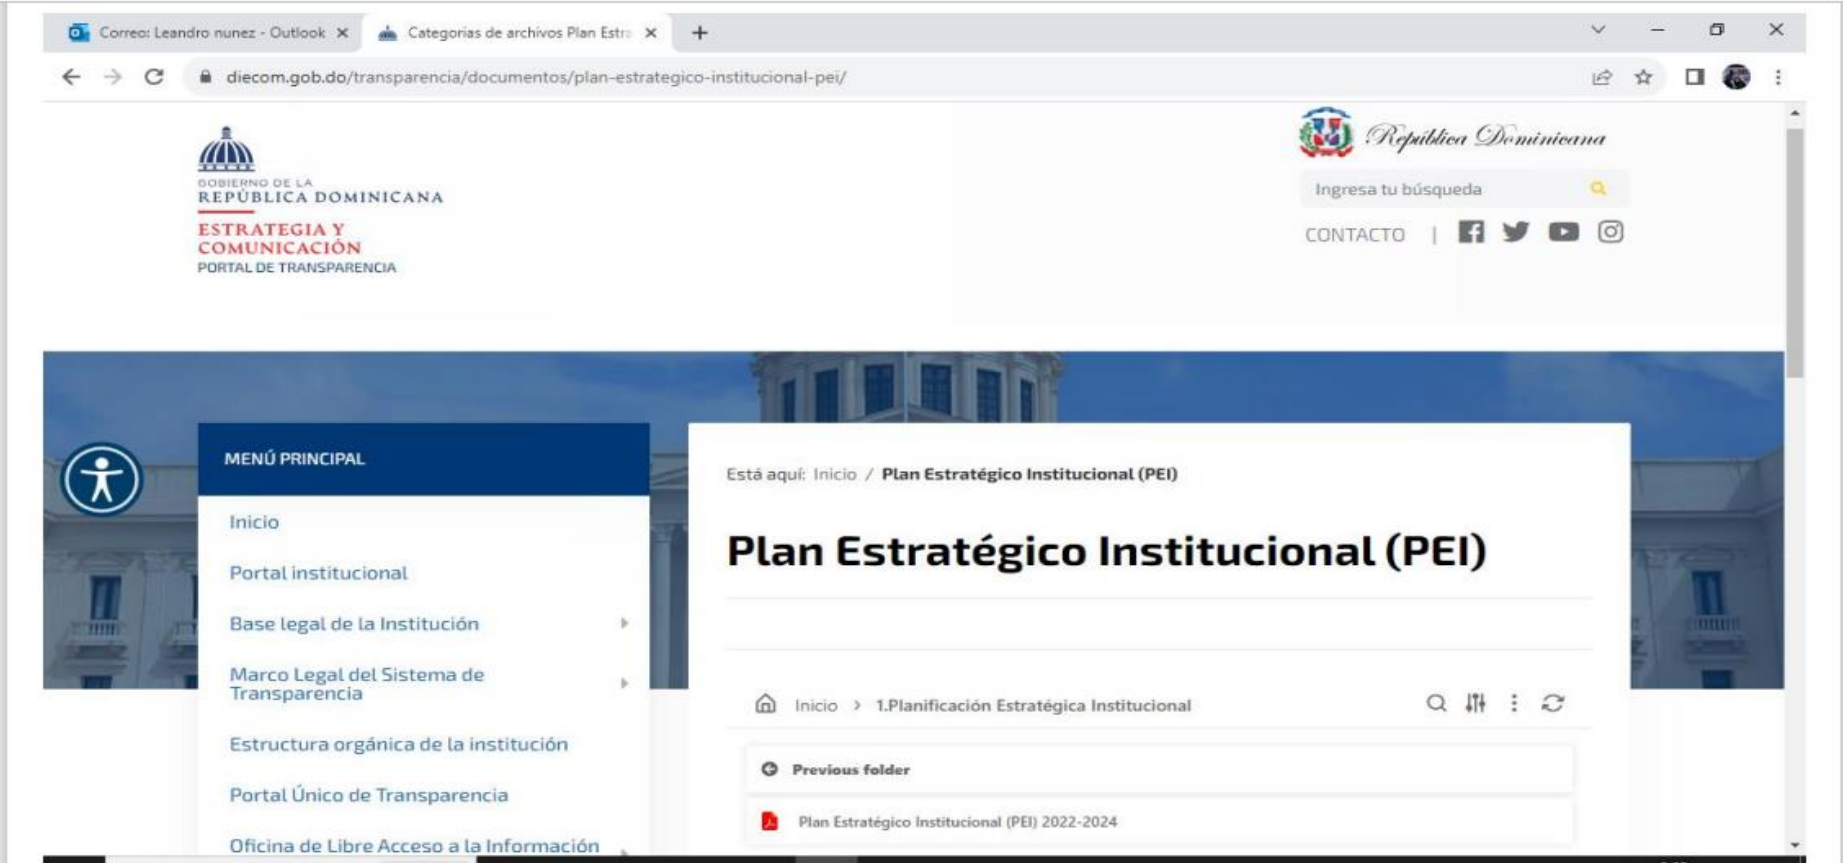 Correo: Leandro nunez - Outlook
Categorias de archivos Plan Estra
diecom.gob.do/transparencia/documentos/plan-estrategico-institucional-pei/
GOBIERNO DE LA
REPÚBLICA DOMINICANA
ESTRATEGIA Y
COMUNICACIÓN
PORTAL DE TRANSPARENCIA
República Dominicana
Ingresa tu búsqueda
CONTACTO |
MENÚ PRINCIPAL
Inicio
Portal institucional
Base legal de la Institución
Marco Legal del Sistema de
Transparencia
Estructura orgánica de la institución
Portal Único de Transparencia
Oficina de Libre Acceso a la Información
Está aquí: Inicio / Plan Estratégico Institucional (PEI)
Plan Estratégico Institucional (PEI)
Inicio > 1.Planificación Estratégica Institucional
Previous folder
Plan Estratégico Institucional (PEI) 2022-2024